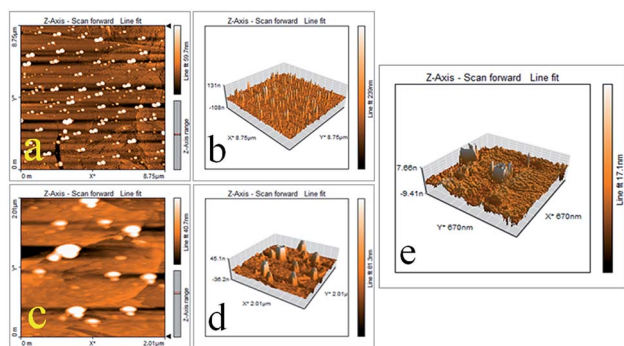 Z-Axis - Scan forward Line fit
8.75µm
Y*
0 m
0 m X* 8.75µm
Line fit 59.7nm
Z-Axis range
a
Z-Axis - Scan forward Line fit
131n
-108n
X* 8.75µm
Y* 8.75µm
Line fit 239nm
b
Z-Axis - Scan forward Line fit
2.01µm
Y*
0 m
0 m X* 2.01µm
Line fit 40.7nm
Z-Axis range
c
Z-Axis - Scan forward Line fit
45.1n
-36.2n
X* 2.01µm
Y* 2.01µ
Line fit 81.3nm
d
Z-Axis - Scan forward Line fit
7.66n
-9.41n
Y* 670nm
X* 670nm
Line fit 17.1nm
e